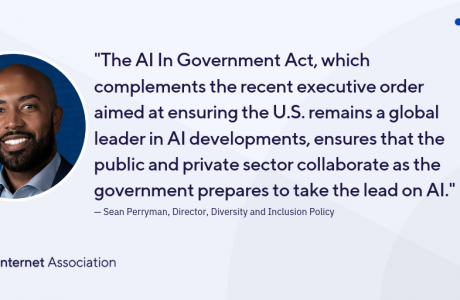 "The AI In Government Act, which
complements the recent executive order
aimed at ensuring the U.S. remains a global
leader in AI developments, ensures that the
public and private sector collaborate as the
government prepares to take the lead on AI."
— Sean Perryman, Director, Diversity and Inclusion Policy
nternet Association